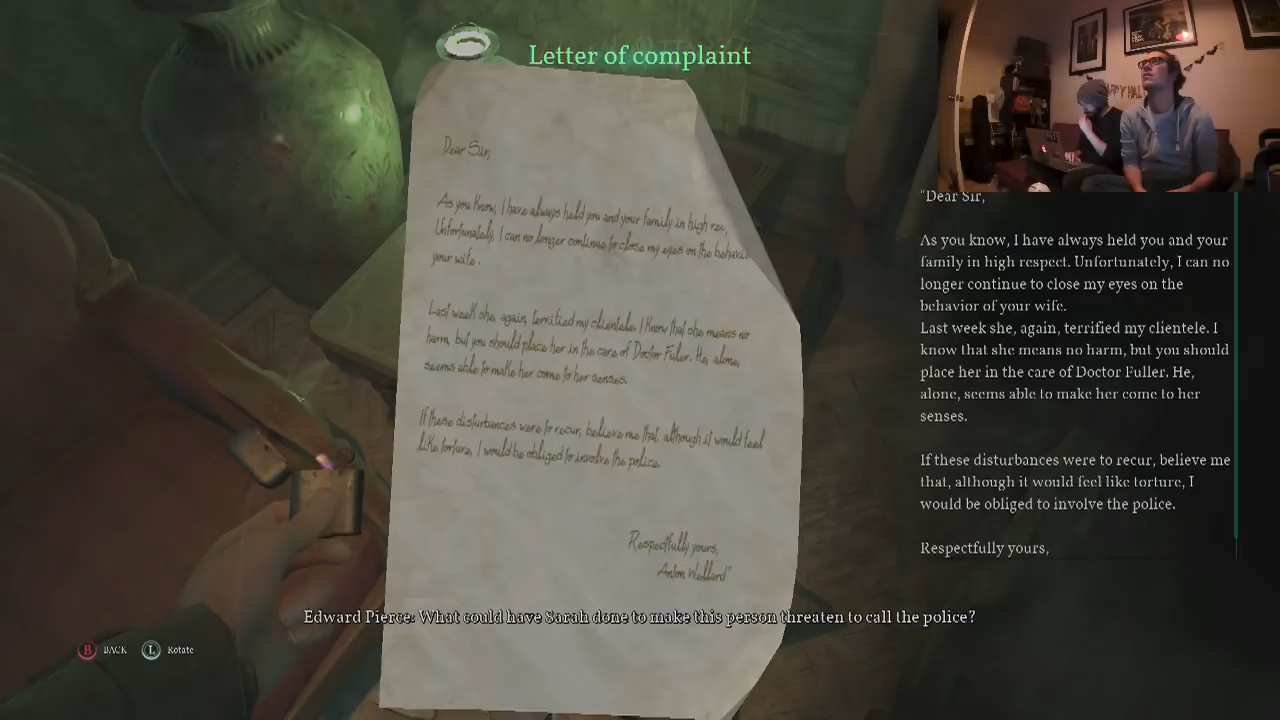 Letter of complaint
Dear Sir,
As you know, I have always held you and your family in high res
Unfortunately, I can no longer continue to close my eyes on the behavio
your wife.
Last week she, again, terrified my clientele. I know that she means no
harm, but you should place her in the care of Doctor Fuller. He, alone,
seems able to make her come to her senses.
If these disturbances were to recur, believe me that, although it would feel
like torture, I would be obliged to involve the police.
Respectfully yours,
Anton Wellard"
"Dear Sir,
As you know, I have always held you and your
family in high respect. Unfortunately, I can no
longer continue to close my eyes on the
behavior of your wife.
Last week she, again, terrified my clientele. I
know that she means no harm, but you should
place her in the care of Doctor Fuller. He,
alone, seems able to make her come to her
senses.
If these disturbances were to recur, believe me
that, although it would feel like torture, I
would be obliged to involve the police.
Respectfully yours,
Edward Pierce: What could have Sarah done to make this person threaten to call the police?
B BACK L Rotate